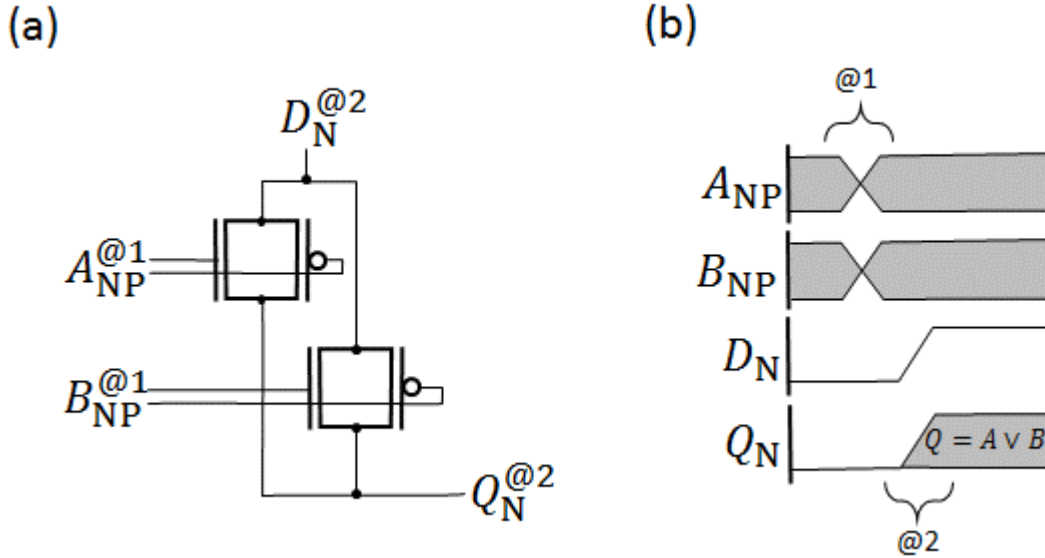 (a)
D_N^@2
A_NP^@1
B_NP^@1
Q_N^@2
(b)
@1
A_NP
B_NP
D_N
Q_N
Q = A ∨ B
@2